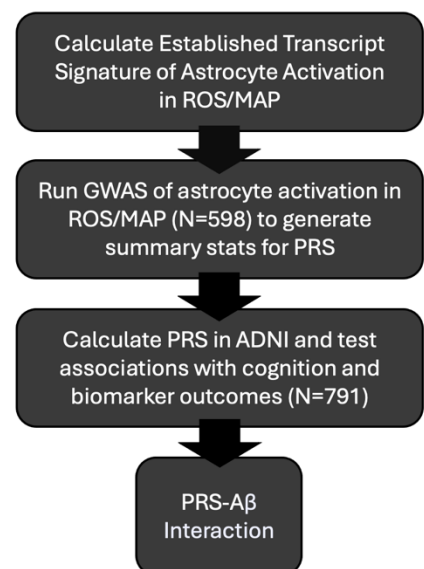 Calculate Established Transcript
Signature of Astrocyte Activation
in ROS/MAP
Run GWAS of astrocyte activation in
ROS/MAP (N=598) to generate
summary stats for PRS
Calculate PRS in ADNI and test
associations with cognition and
biomarker outcomes (N=791)
PRS-Aβ
Interaction